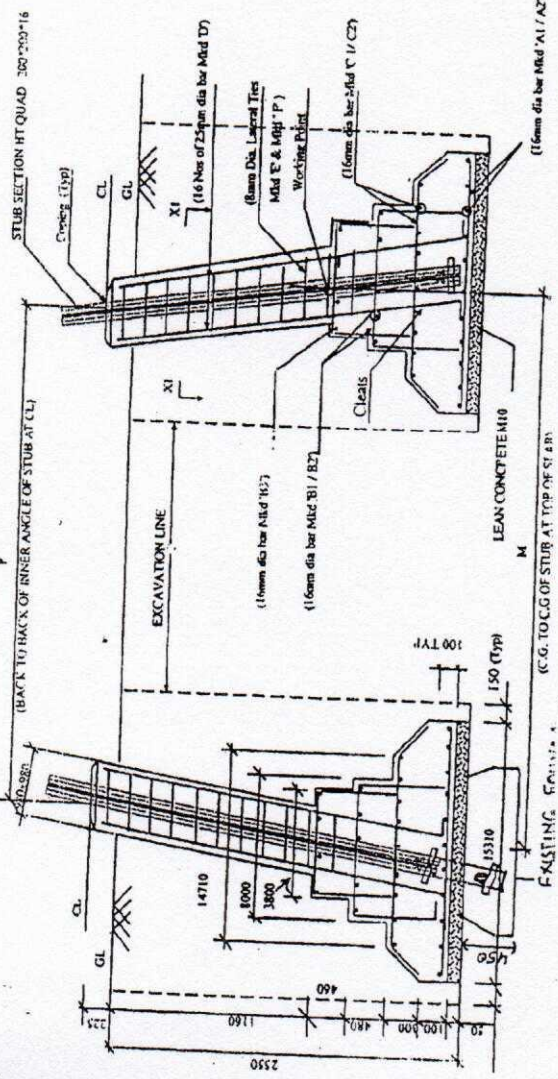 STUB SECTION HT QUAD 200*200*16
Coping (Typ)
(BACK TO BACK OF INNER ANGLE OF STUB AT CL)
CL
GL
CL
GL
X1
X1
(16 Nos of 25mm dia bar Mkd 'D')
(8mm Dia. Lateral Ties
Mkd 'E' & Mkd 'P')
Working Point
(16mm dia bar Mkd 'C1/ C2')
(16mm dia bar Mkd 'A1 / A2'
EXCAVATION LINE
(16mm dia bar Mkd 'B3')
(16mm dia bar Mkd 'B1 / B2')
Cleats
LEAN CONCRETE M10
M
(C.G. TO C.G OF STUB AT TOP OF SLAB)
100 TYP
150 (Typ)
14710
8000
3800
15310
225
2550
1160
460
480
100
300
50
450
EXISTING